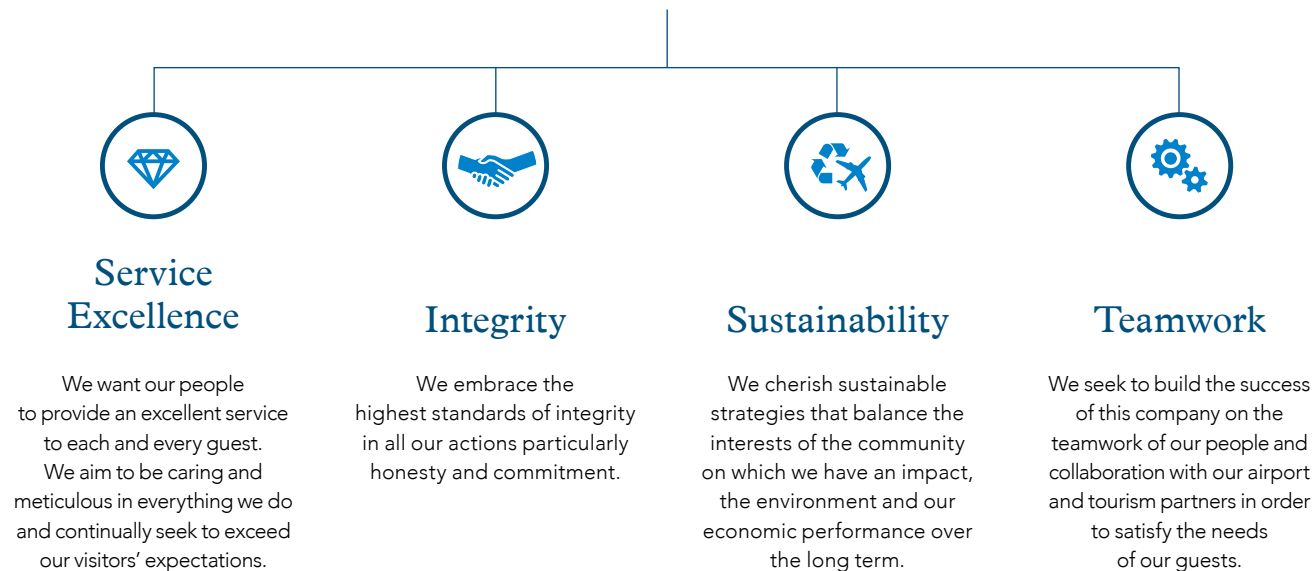 Service
Excellence
We want our people
to provide an excellent service
to each and every guest.
We aim to be caring and
meticulous in everything we do
and continually seek to exceed
our visitors’ expectations.
Integrity
We embrace the
highest standards of integrity
in all our actions particularly
honesty and commitment.
Sustainability
We cherish sustainable
strategies that balance the
interests of the community
on which we have an impact,
the environment and our
economic performance over
the long term.
Teamwork
We seek to build the success
of this company on the
teamwork of our people and
collaboration with our airport
and tourism partners in order
to satisfy the needs
of our guests.